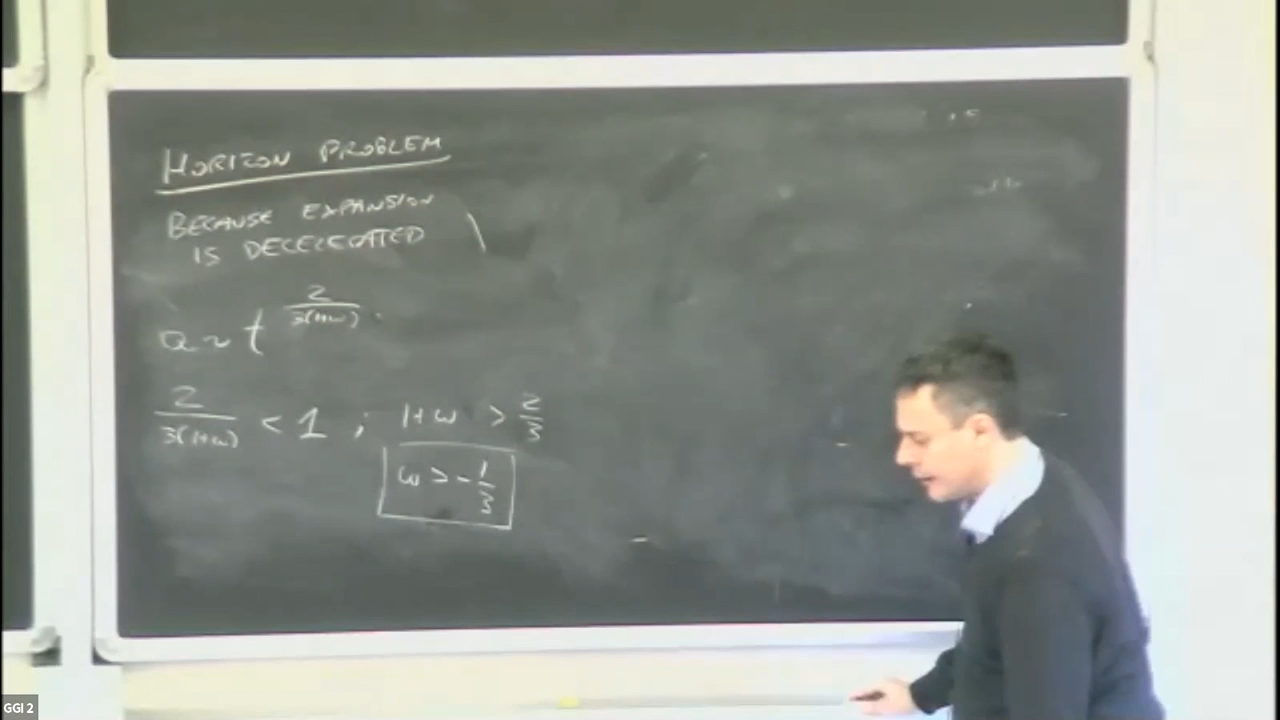 HORIZON PROBLEM
BECAUSE EXPANSION
IS DECELERATED
a ~ t^{2/3(1+w)}
2/3(1+w) < 1 ; 1+w > 2/3
w > -1/3
GGI 2